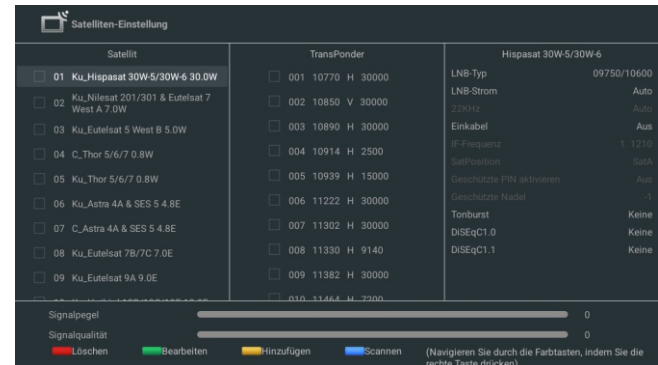 Satelliten-Einstellung
Satellit
01 Ku_Hispasat 30W-5/30W-6 30.0W
02 Ku_Nilesat 201/301 & Eutelsat 7
West A 7.0W
03 Ku_Eutelsat 5 West B 5.0W
04 C_Thor 5/6/7 0.8W
05 Ku_Thor 5/6/7 0.8W
06 Ku_Astra 4A & SES 5 4.8E
07 C_Astra 4A & SES 5 4.8E
08 Ku_Eutelsat 7B/7C 7.0E
09 Ku_Eutelsat 9A 9.0E
TransPonder
001 10770 H 30000
002 10850 V 30000
003 10890 H 30000
004 10914 H 2500
005 10939 H 15000
006 11222 H 30000
007 11302 H 30000
008 11330 H 9140
009 11382 H 30000
010 11464 H 7200
Hispasat 30W-5/30W-6
LNB-Typ 09750/10600
LNB-Strom Auto
22KHz Auto
Einkabel Aus
IF-Frequenz 1. 1210
SatPosition SatA
Geschützte PIN aktivieren Aus
Geschützte Nadel -1
Tonburst Keine
DiSEqC1.0 Keine
DiSEqC1.1 Keine
Signalpegel 0
Signalqualität 0
Löschen Bearbeiten Hinzufügen Scannen
(Navigieren Sie durch die Farbtasten, indem Sie die
rechte Taste drücken)